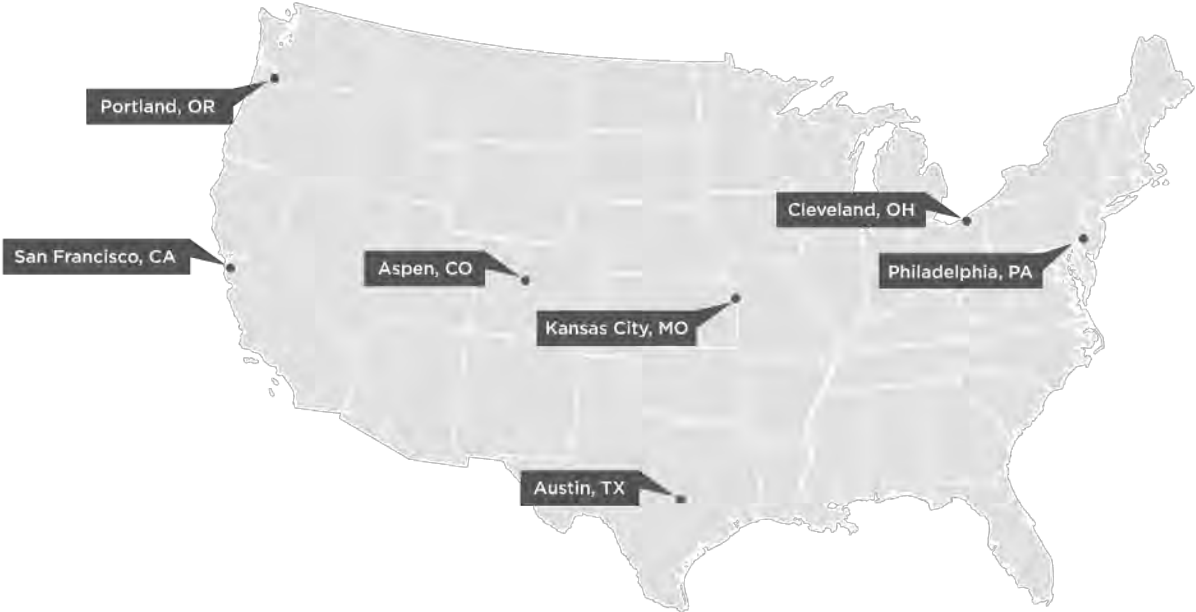 Portland, OR
Cleveland, OH
San Francisco, CA
Aspen, CO
Philadelphia, PA
Kansas City, MO
Austin, TX